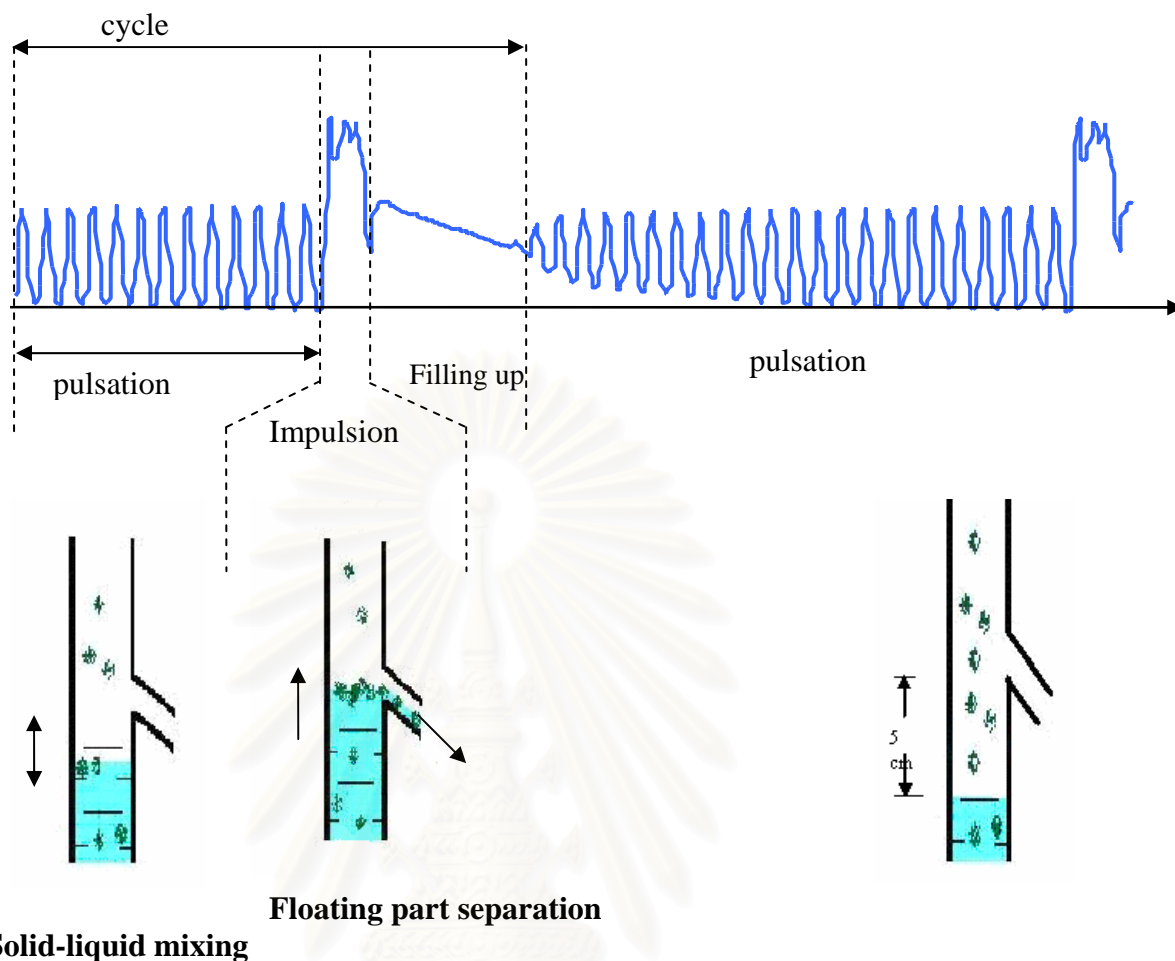 cycle
pulsation
Impulsion
Filling up
pulsation
5
cm
Floating part separation
Solid-liquid mixing